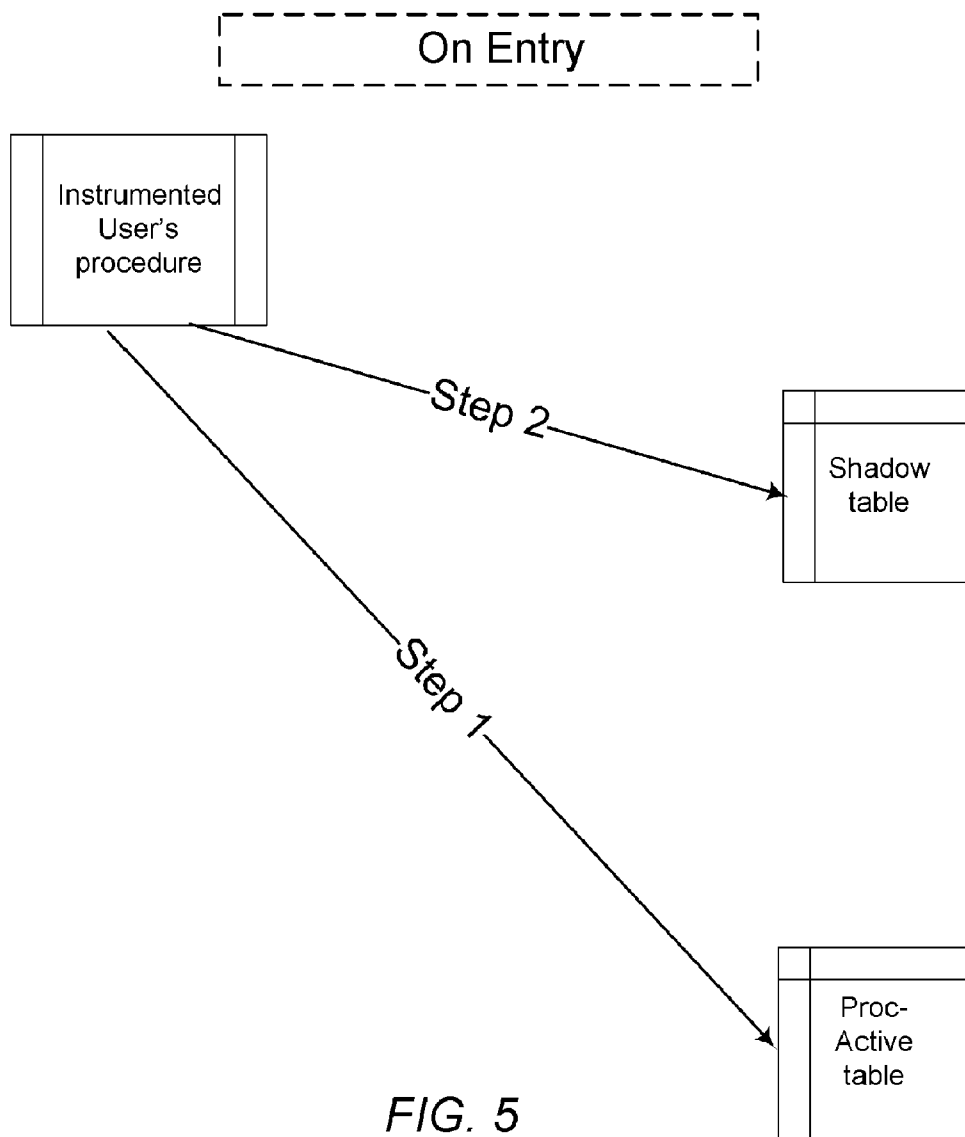 On Entry
Instrumented
User's
procedure
Step 2
Shadow
table
Step 1
Proc-
Active
table
FIG. 5